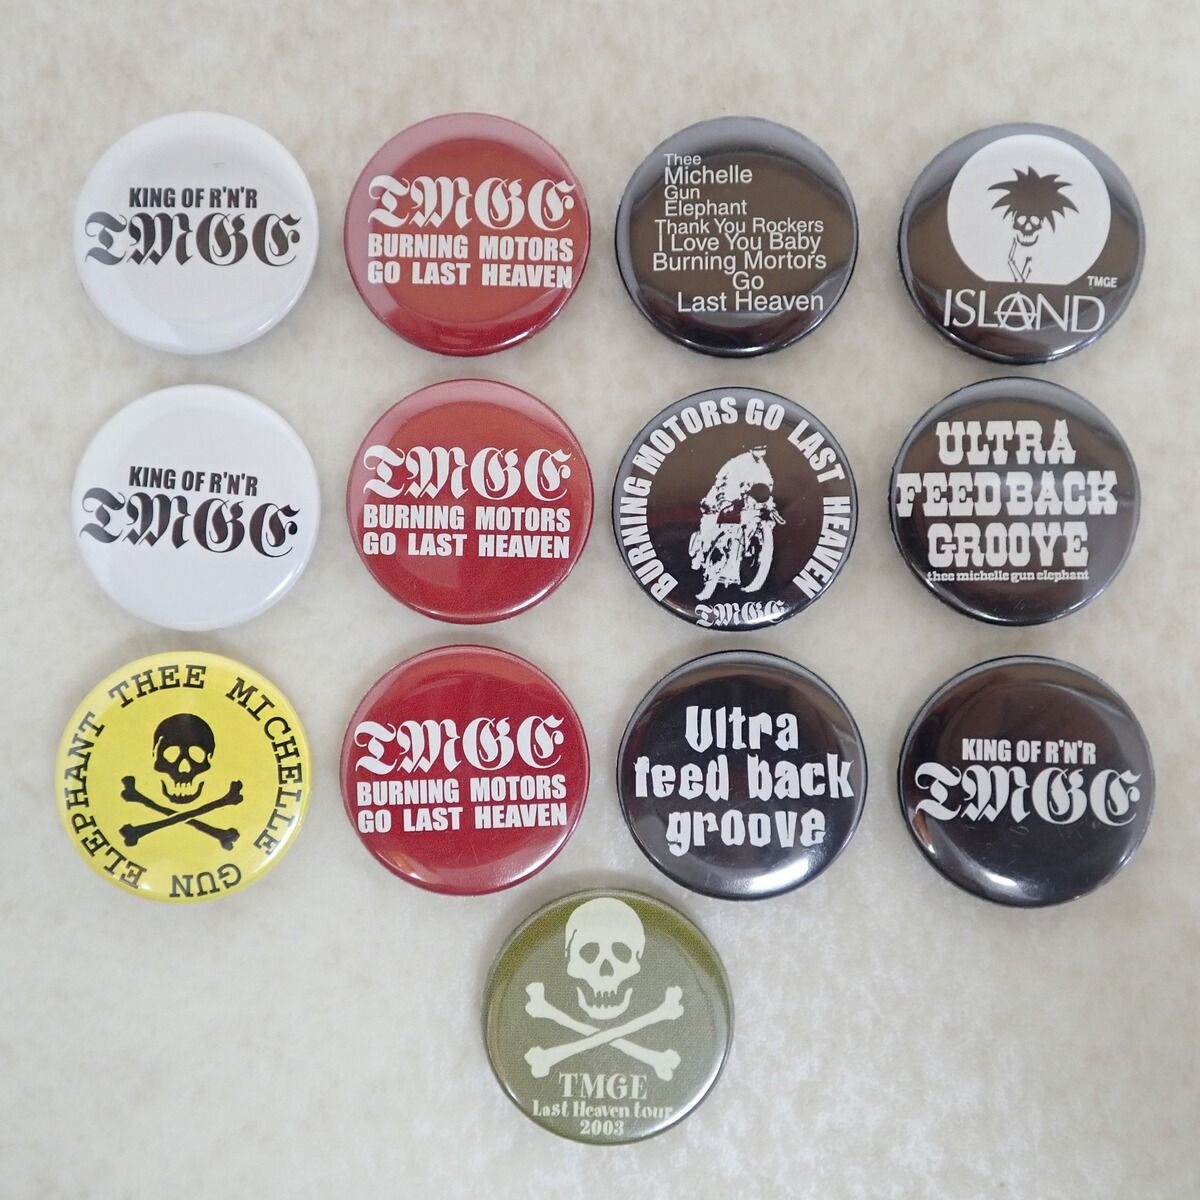 KING OF R'N'R
TMGE
TMGE
BURNING MOTORS
GO LAST HEAVEN
Thee
Michelle
Gun
Elephant
Thank You Rockers
I Love You Baby
Burning Mortors
Go
Last Heaven
TMGE
ISLAND
KING OF R'N'R
TMGE
TMGE
BURNING MOTORS
GO LAST HEAVEN
BURNING MOTORS GO LAST HEAVEN
TMGE
ULTRA
FEEDBACK
GROOVE
thee michelle gun elephant
THEE MICHELLE GUN ELEPHANT
TMGE
BURNING MOTORS
GO LAST HEAVEN
Ultra
feed back
groove
KING OF R'N'R
TMGE
TMGE
Last Heaven tour
2003